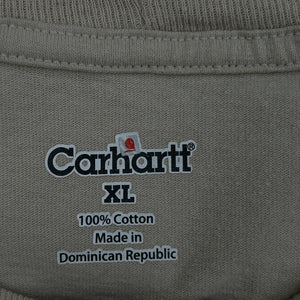 Carhartt®
XL
100% Cotton
Made in
Dominican Republic